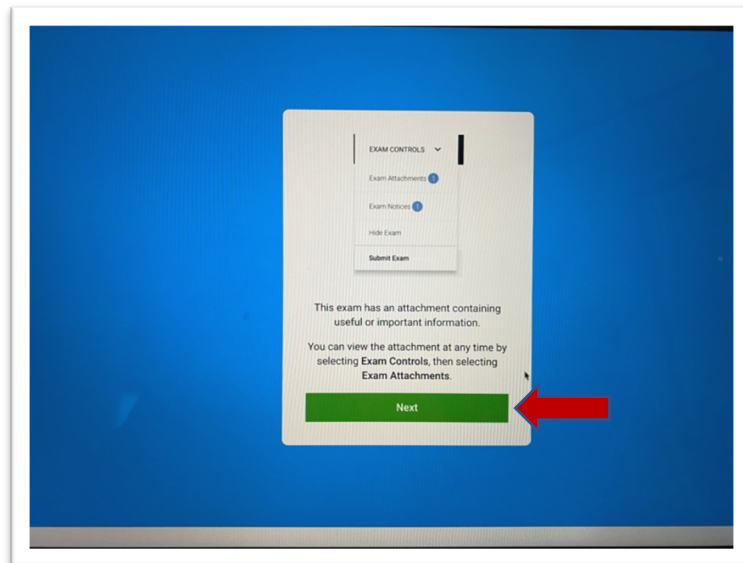 EXAM CONTROLS
Exam Attachments 1
Exam Notices 1
Hide Exam
Submit Exam
This exam has an attachment containing
useful or important information.
You can view the attachment at any time by
selecting Exam Controls, then selecting
Exam Attachments.
Next